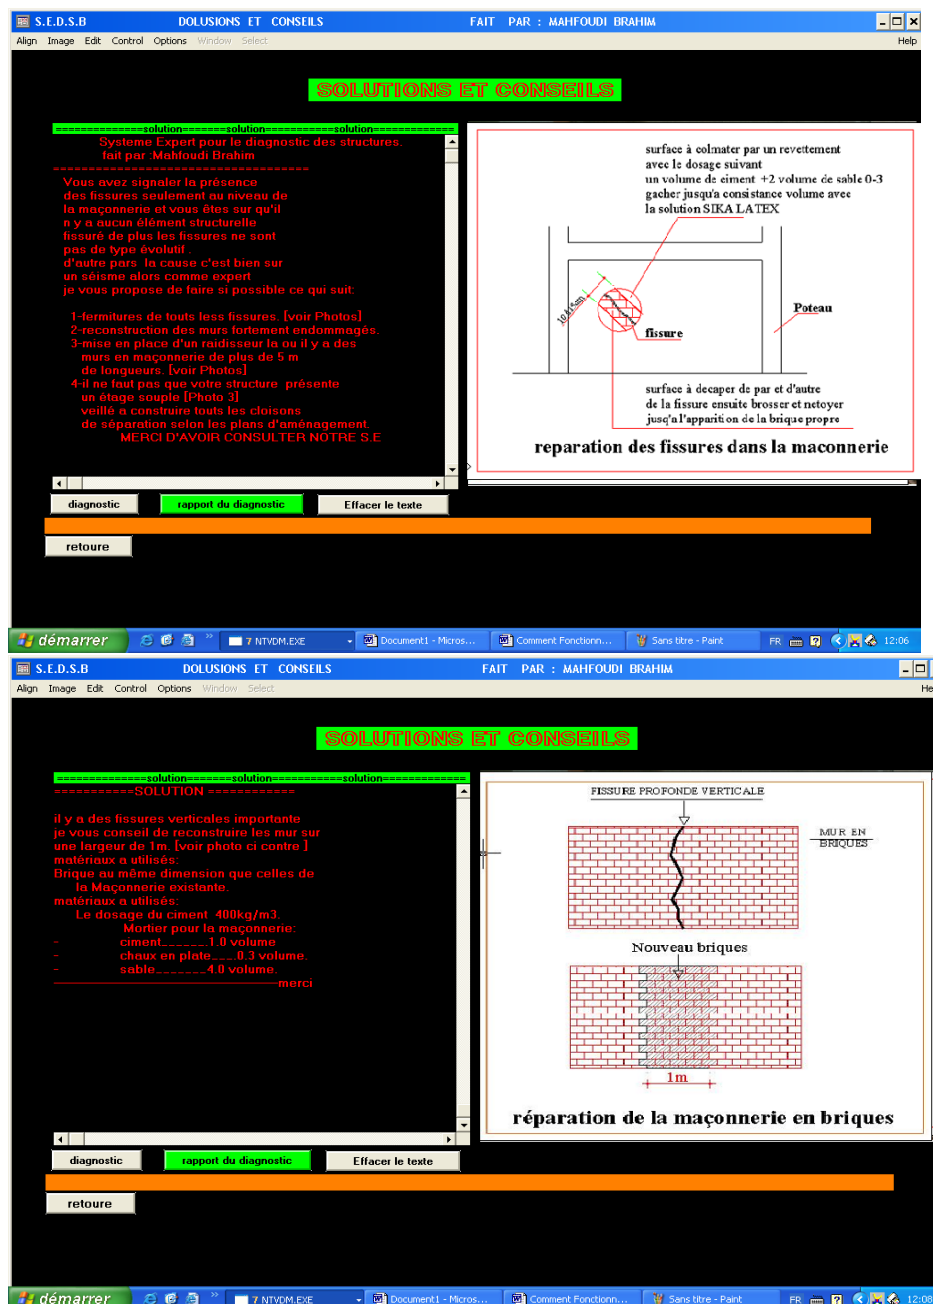 S.E.D.S.B DOLUSIONS ET CONSEILS FAIT PAR : MAHFOUDI BRAHIM
Align Image Edit Control Options Window Select Help
SOLUTIONS ET CONSEILS
==============solution=======solution===========solution=============
Systeme Expert pour le diagnostic des structures.
fait par :Mahfoudi Brahim
=====================================
Vous avez signaler la présence
des fissures seulement au niveau de
la maçonnerie et vous êtes sur qu'il
n y a aucun élément structurelle
fissuré de plus les fissures ne sont
pas de type évolutif .
d'autre pars la cause c'est bien sur
un séisme alors comme expert
je vous propose de faire si possible ce qui suit:
1-fermitures de touts less fissures. [voir Photos]
2-reconstruction des murs fortement endommagés.
3-mise en place d'un raidisseur la ou il y a des
murs en maçonnerie de plus de 5 m
de longueurs. [voir Photos]
4-il ne faut pas que votre structure présente
un étage souple [Photo 3]
veillé a construire touts les cloisons
de séparation selon les plans d'aménagement.
MERCI D'AVOIR CONSULTER NOTRE S.E
surface à colmater par un revettement
avec le dosage suivant
un volume de ciment +2 volume de sable 0-3
gacher jusqu'a consistance volume avec
la solution SIKA LATEX
10 à 15cm
Poteau
fissure
surface à decaper de par et d'autre
de la fissure ensuite brosser et netoyer
jusq'a l'apparition de la brique propre
reparation des fissures dans la maconnerie
diagnostic rapport du diagnostic Effacer le texte
retoure
démarrer 7 NTVDM.EXE Document1 - Micros... Comment Fonctionn... Sans titre - Paint FR 12:06
S.E.D.S.B DOLUSIONS ET CONSEILS FAIT PAR : MAHFOUDI BRAHIM
Align Image Edit Control Options Window Select He
SOLUTIONS ET CONSEILS
==============solution=======solution===========solution=============
===========SOLUTION ============
il y a des fissures verticales importante
je vous conseil de reconstruire les mur sur
une largeur de 1m. [voir photo ci contre ]
matériaux a utilisés:
Brique au même dimension que celles de
la Maçonnerie existante.
matériaux a utilisés:
Le dosage du ciment 400kg/m3.
Mortier pour la maçonnerie:
- ciment______.1.0 volume
- chaux en plate___.0.3 volume.
- sable_______4.0 volume.
merci
FISSURE PROFONDE VERTICALE
MUR EN
BRIQUES
Nouveau briques
1m
réparation de la maçonnerie en briques
diagnostic rapport du diagnostic Effacer le texte
retoure
démarrer 7 NTVDM.EXE Document1 - Micros... Comment Fonctionn... Sans titre - Paint FR 12:08